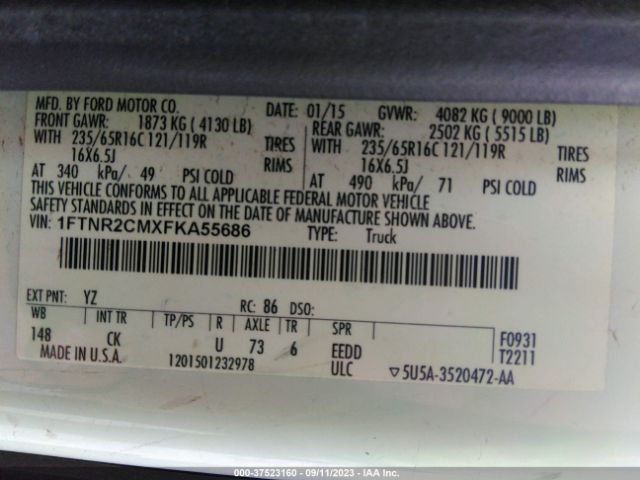 MFD. BY FORD MOTOR CO. DATE: 01/15 GVWR: 4082 KG ( 9000 LB)
FRONT GAWR: 1873 KG ( 4130 LB) REAR GAWR: 2502 KG ( 5515 LB)
WITH 235/65R16C 121/119R TIRES WITH 235/65R16C 121/119R TIRES
16X6.5J RIMS 16X6.5J RIMS
AT 340 kPa/ 49 PSI COLD AT 490 kPa/ 71 PSI COLD
THIS VEHICLE CONFORMS TO ALL APPLICABLE FEDERAL MOTOR VEHICLE
SAFETY STANDARDS IN EFFECT ON THE DATE OF MANUFACTURE SHOWN ABOVE.
VIN: 1FTNR2CMXFKA55686 TYPE: Truck
EXT PNT: YZ RC: 86 DSO:
WB INT TR TP/PS R AXLE TR SPR
148 CK U 73 6 EEDD F0931
MADE IN U.S.A. 1201501232978 ULC T2211
▽5U5A-3520472-AA
000 - 37523160 - 09/11/2023 - IAA Inc.